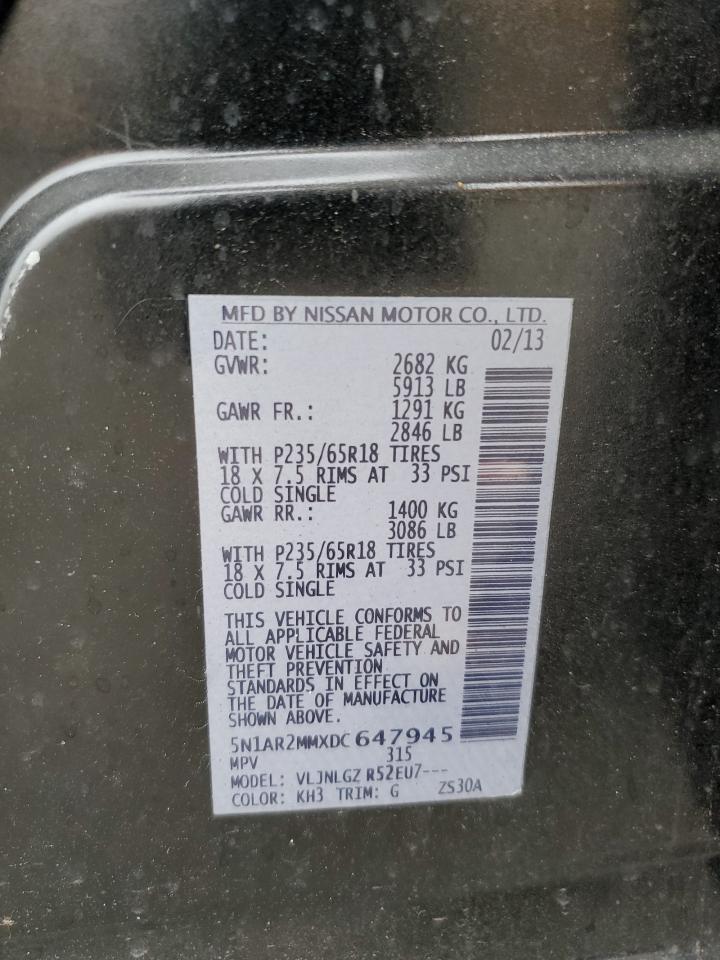 MFD BY NISSAN MOTOR CO., LTD.
DATE: 02/13
GVWR: 2682 KG
5913 LB
GAWR FR.: 1291 KG
2846 LB
WITH P235/65R18 TIRES
18 X 7.5 RIMS AT 33 PSI
COLD SINGLE
GAWR RR.: 1400 KG
3086 LB
WITH P235/65R18 TIRES
18 X 7.5 RIMS AT 33 PSI
COLD SINGLE
THIS VEHICLE CONFORMS TO
ALL APPLICABLE FEDERAL
MOTOR VEHICLE SAFETY AND
THEFT PREVENTION
STANDARDS IN EFFECT ON
THE DATE OF MANUFACTURE
SHOWN ABOVE.
5N1AR2MMXDC647945
MPV 315
MODEL: VLJNLGZ R52EU7---
COLOR: KH3 TRIM: G ZS30A